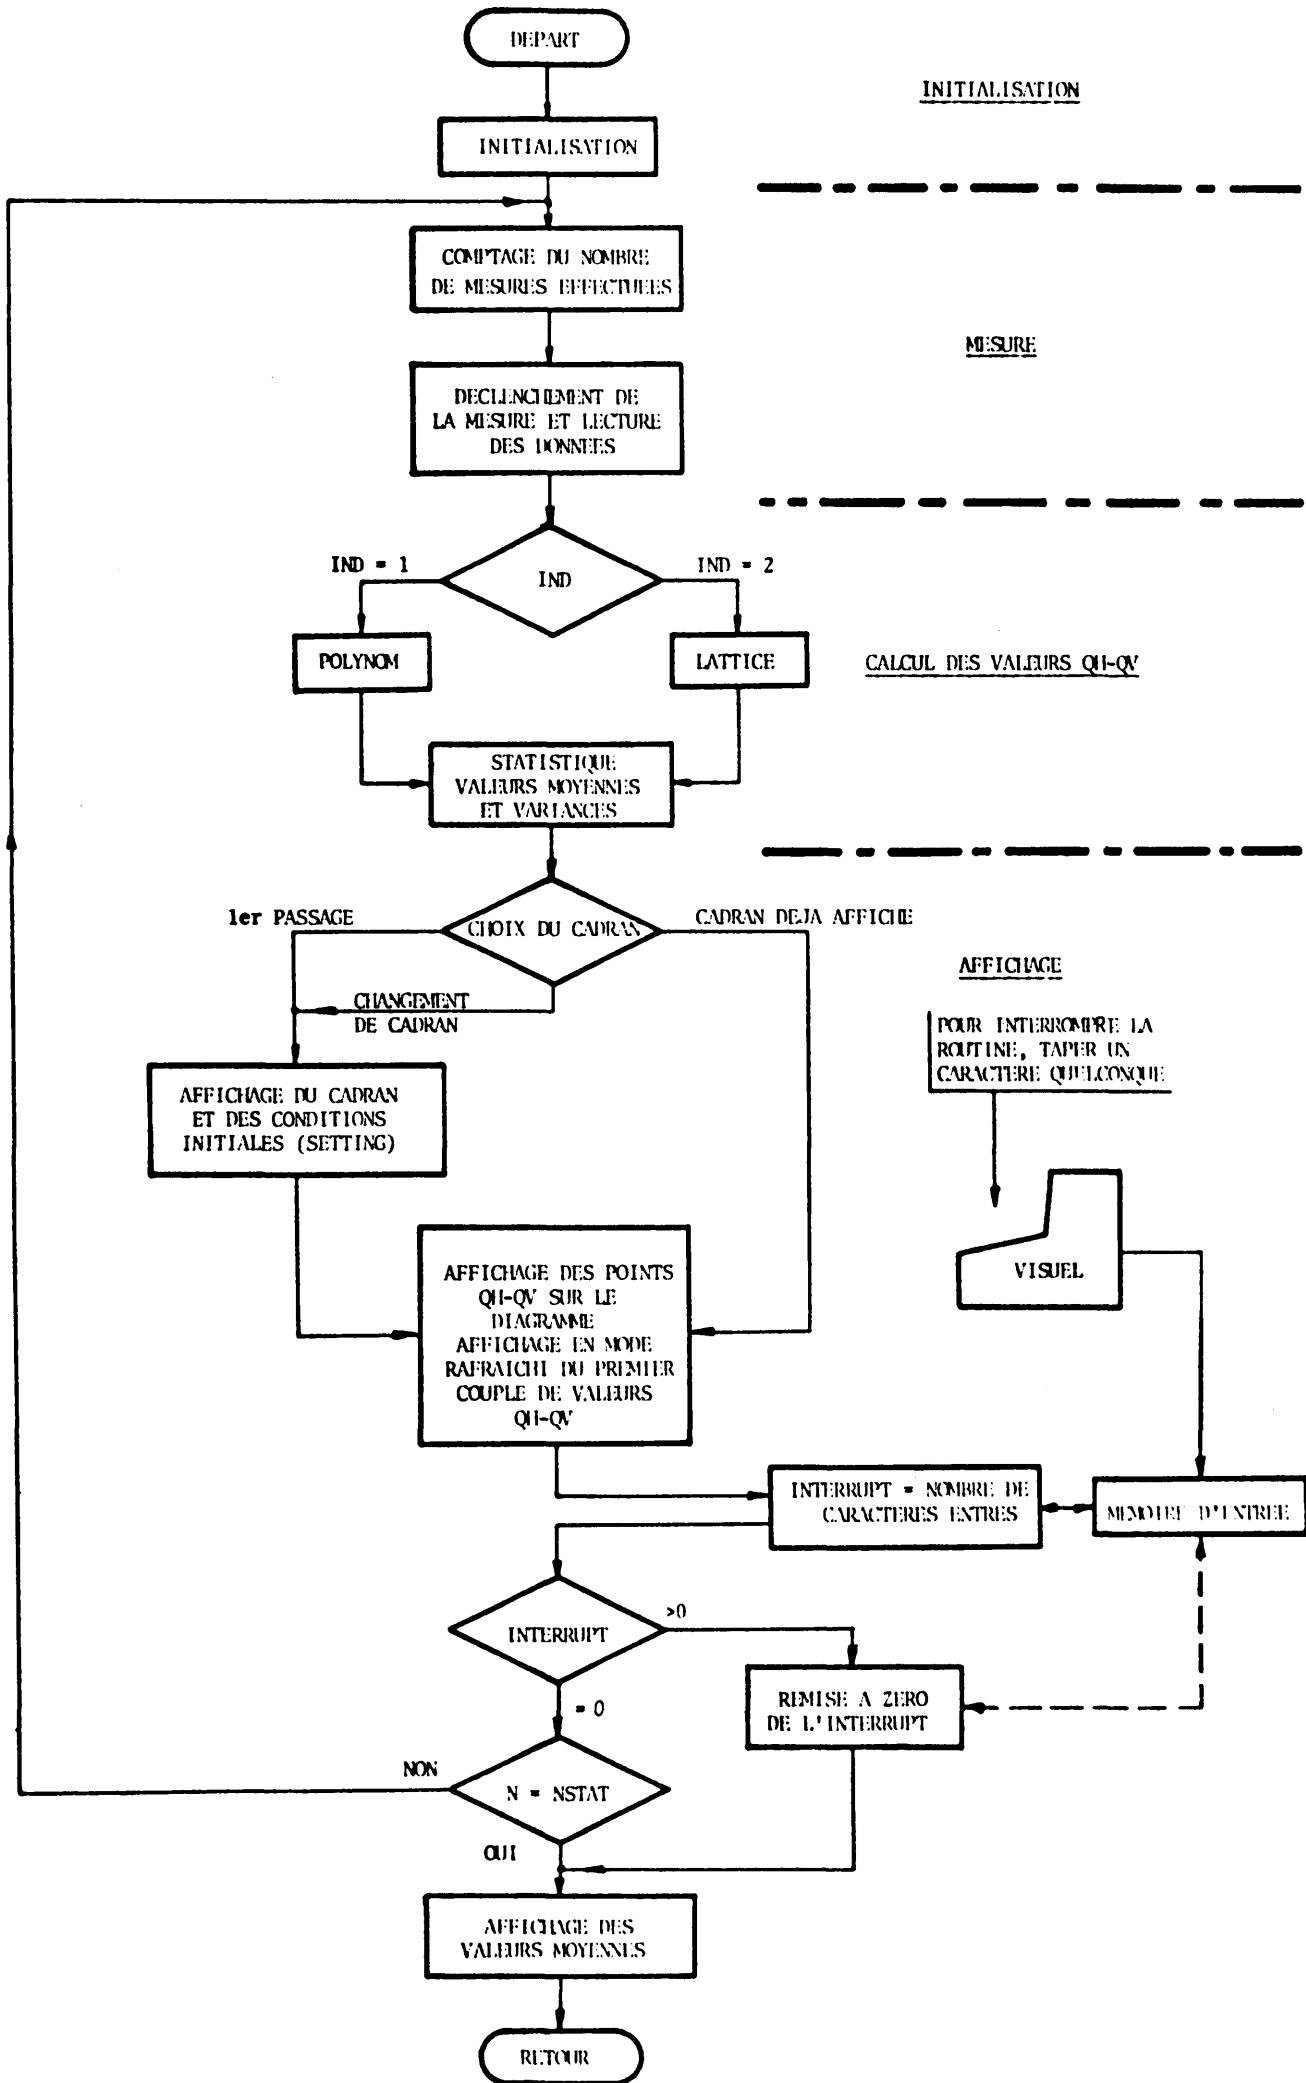 DEPART
INITIALISATION
INITIALISATION
COMPTAGE DU NOMBRE
DE MESURES EFFECTUEES
MESURE
DECLENCHEMENT DE
LA MESURE ET LECTURE
DES DONNEES
IND = 1
IND
IND = 2
POLYNOM
LATTICE
CALCUL DES VALEURS QH-QV
STATISTIQUE
VALEURS MOYENNES
ET VARIANCES
1er PASSAGE
CHOIX DU CADRAN
CADRAN DEJA AFFICHE
AFFICHAGE
CHANGEMENT
DE CADRAN
POUR INTERROMPRE LA
ROUTINE, TAPER UN
CARACTERE QUELCONQUE
AFFICHAGE DU CADRAN
ET DES CONDITIONS
INITIALES (SETTING)
VISUEL
AFFICHAGE DES POINTS
QH-QV SUR LE
DIAGRAMME
AFFICHAGE EN MODE
RAFRAICHI DU PREMIER
COUPLE DE VALEURS
QH-QV
INTERRUPT = NOMBRE DE
CARACTERES ENTRES
MEMOIRE D'ENTREE
INTERRUPT
>0
REMISE A ZERO
DE L'INTERRUPT
= 0
NON
N = NSTAT
OUI
AFFICHAGE DES
VALEURS MOYENNES
RETOUR